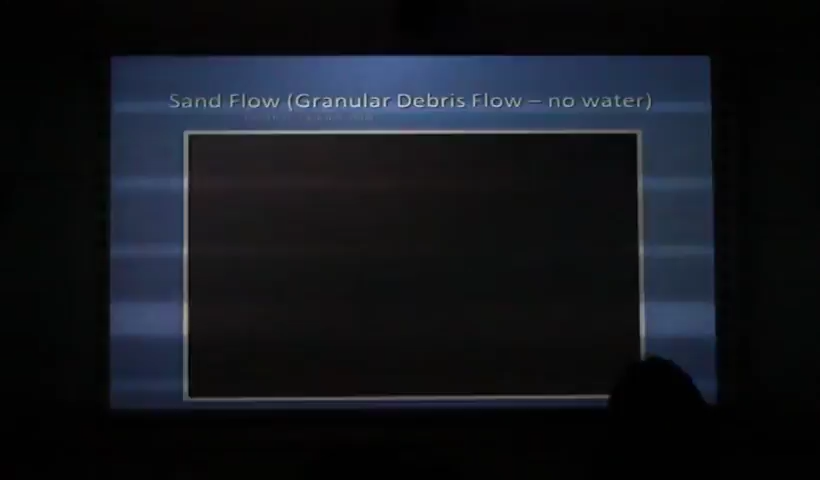 Sand Flow (Granular Debris Flow – no water)